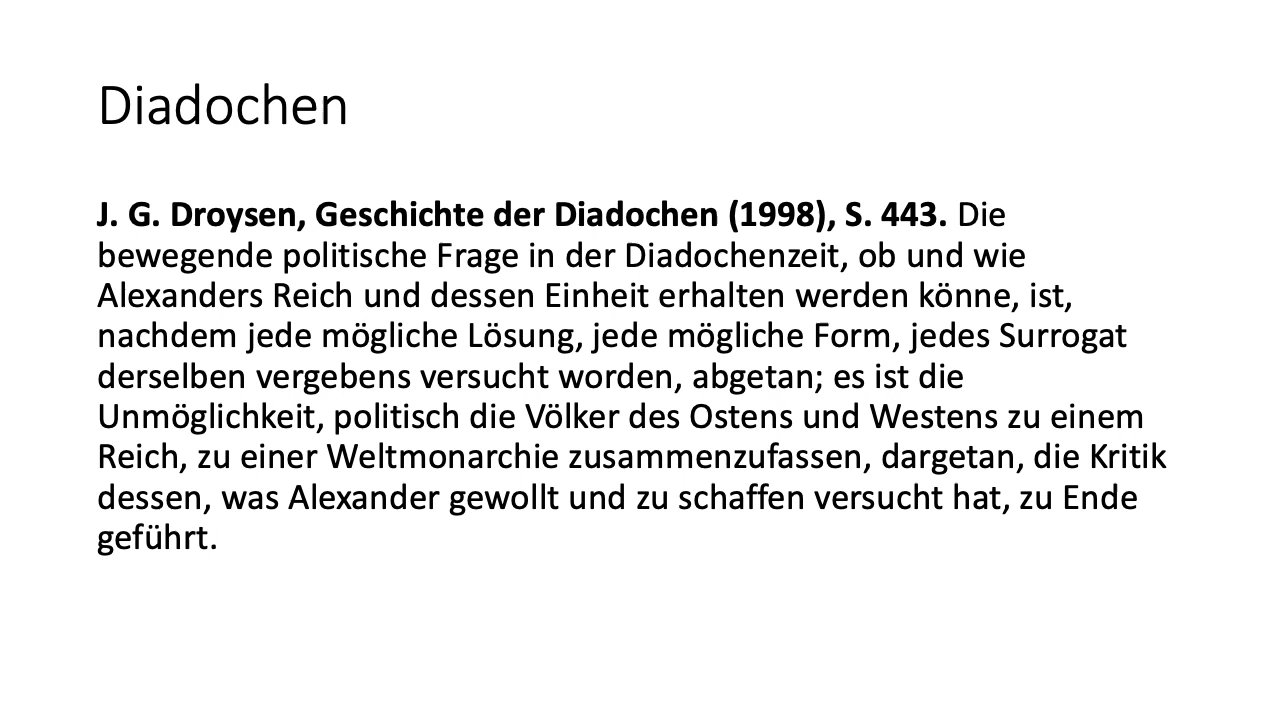 Diadochen
J. G. Droysen, Geschichte der Diadochen (1998), S. 443. Die
bewegende politische Frage in der Diadochenzeit, ob und wie
Alexanders Reich und dessen Einheit erhalten werden könne, ist,
nachdem jede mögliche Lösung, jede mögliche Form, jedes Surrogat
derselben vergebens versucht worden, abgetan; es ist die
Unmöglichkeit, politisch die Völker des Ostens und Westens zu einem
Reich, zu einer Weltmonarchie zusammenzufassen, dargetan, die Kritik
dessen, was Alexander gewollt und zu schaffen versucht hat, zu Ende
geführt.